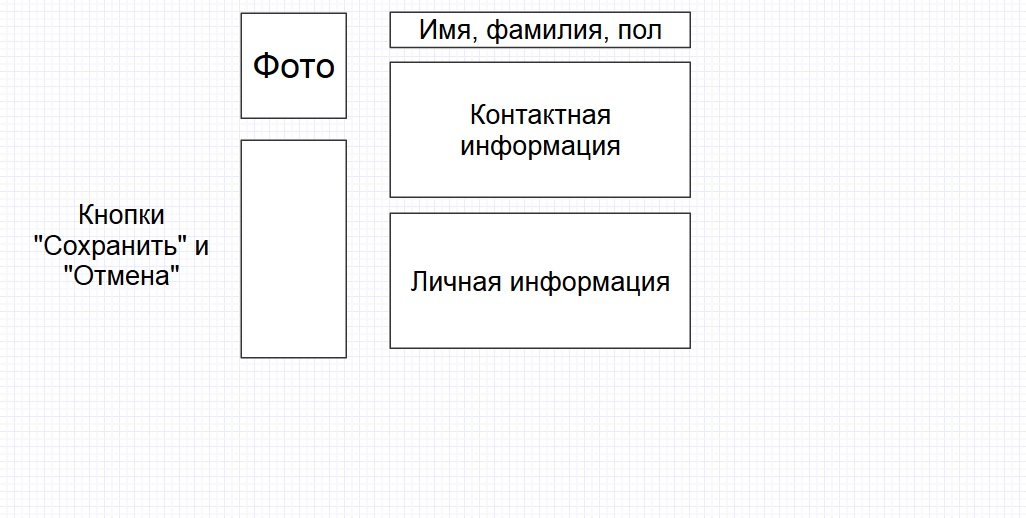 Фото
Имя, фамилия, пол
Контактная
информация
Кнопки
"Сохранить" и
"Отмена"
Личная информация